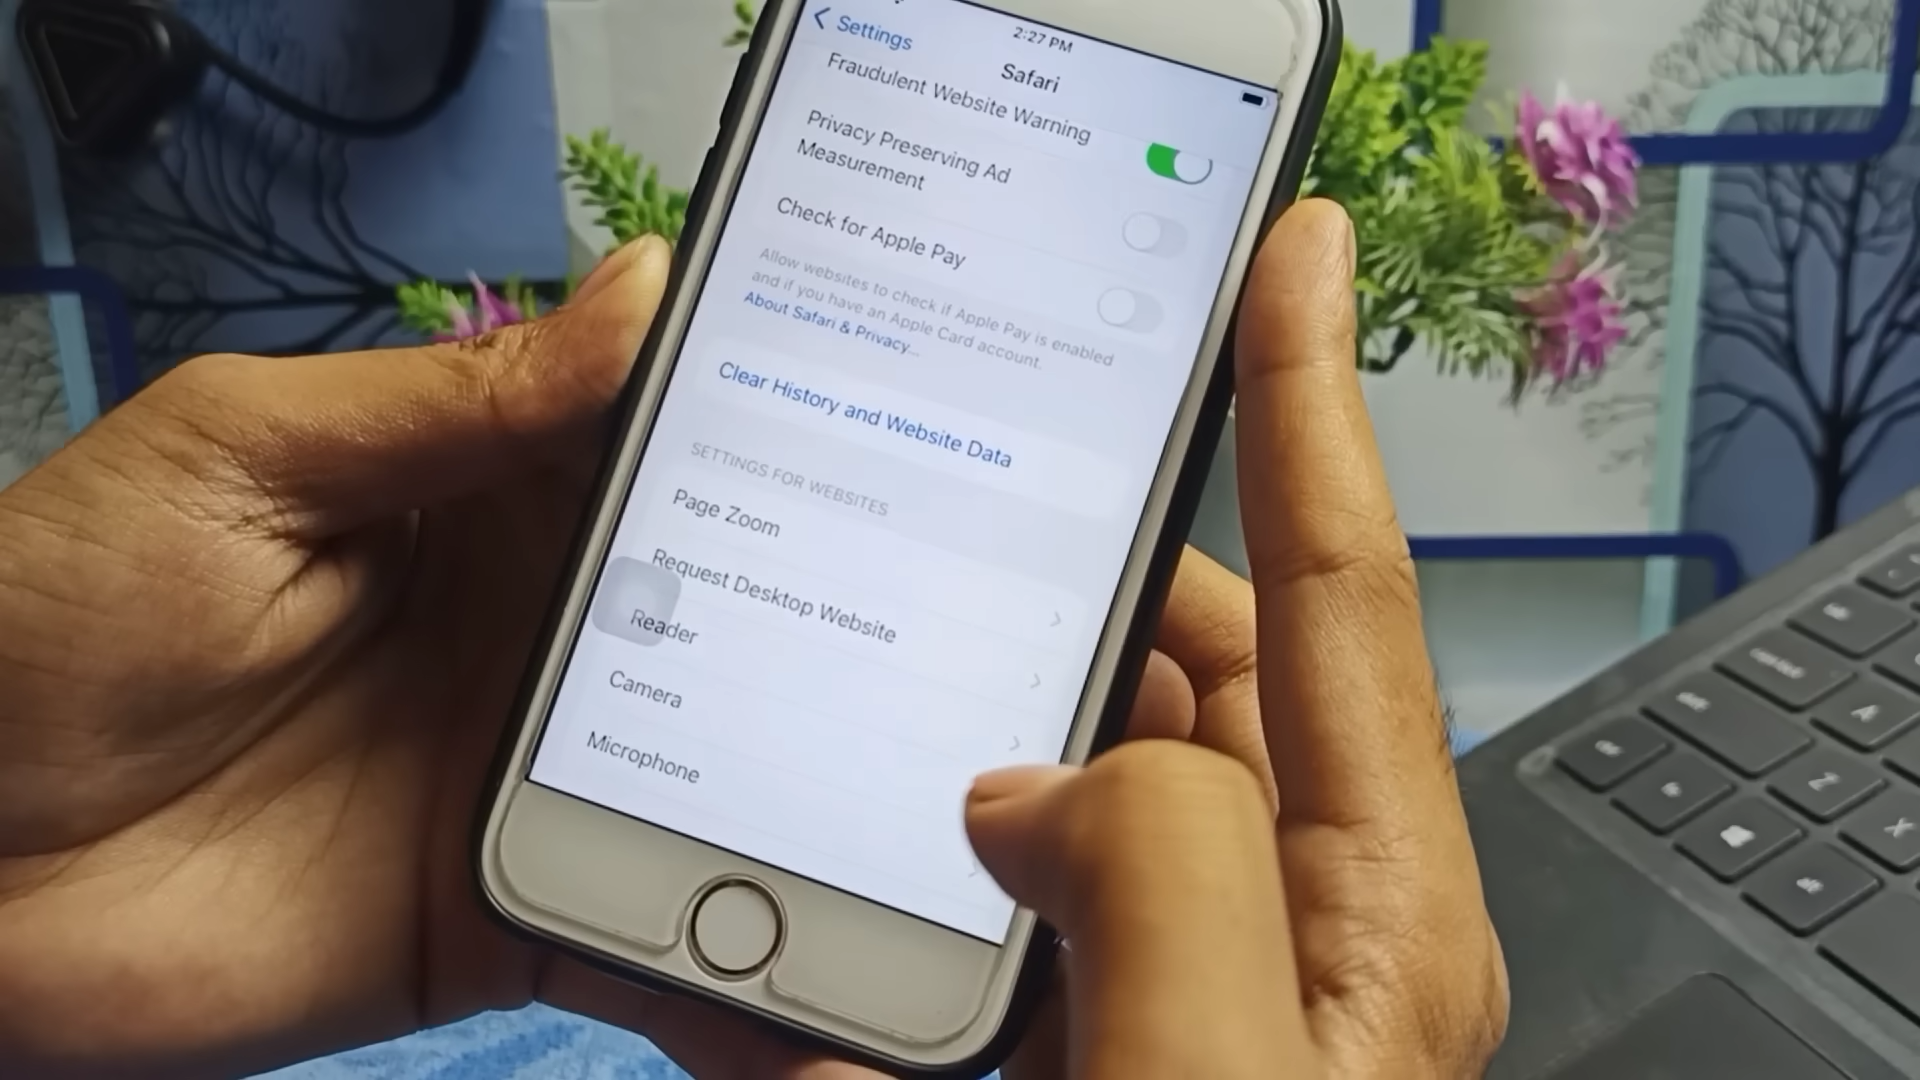 Settings
2:27 PM
Safari
Fraudulent Website Warning
Privacy Preserving Ad
Measurement
Check for Apple Pay
Allow websites to check if Apple Pay is enabled
and if you have an Apple Card account.
About Safari & Privacy...
Clear History and Website Data
SETTINGS FOR WEBSITES
Page Zoom
Request Desktop Website
Reader
Camera
Microphone
A
Z
X
alt